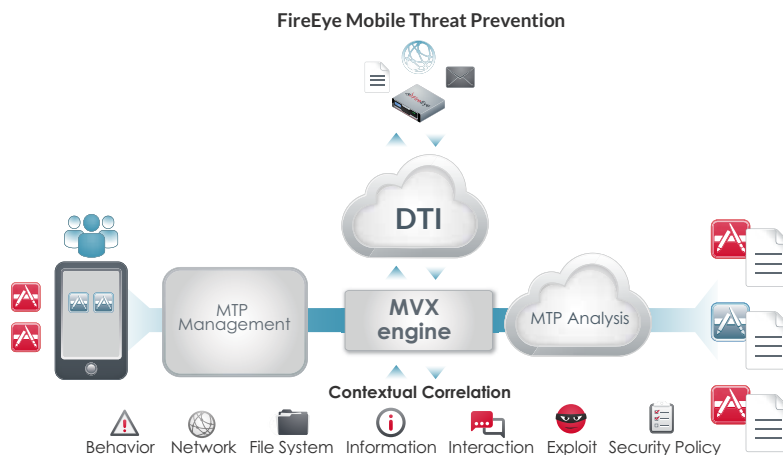 FireEye Mobile Threat Prevention
DTI
MTP
Management
MVX
engine
MTP Analysis
Contextual Correlation
Behavior
Network
File System
Information
Interaction
Exploit
Security Policy